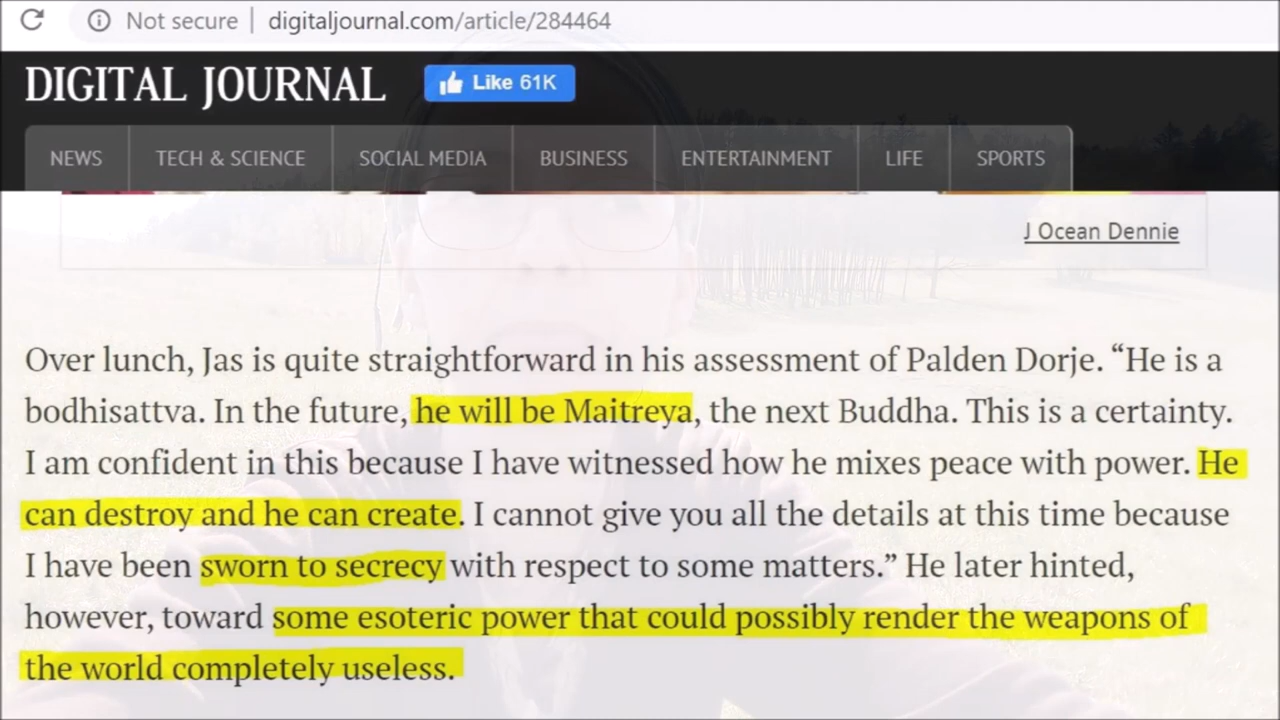 Not secure | digitaljournal.com/article/284464
DIGITAL JOURNAL Like 61K
NEWS TECH & SCIENCE SOCIAL MEDIA BUSINESS ENTERTAINMENT LIFE SPORTS
J Ocean Dennie
Over lunch, Jas is quite straightforward in his assessment of Palden Dorje. “He is a
bodhisattva. In the future, he will be Maitreya, the next Buddha. This is a certainty.
I am confident in this because I have witnessed how he mixes peace with power. He
can destroy and he can create. I cannot give you all the details at this time because
I have been sworn to secrecy with respect to some matters.” He later hinted,
however, toward some esoteric power that could possibly render the weapons of
the world completely useless.